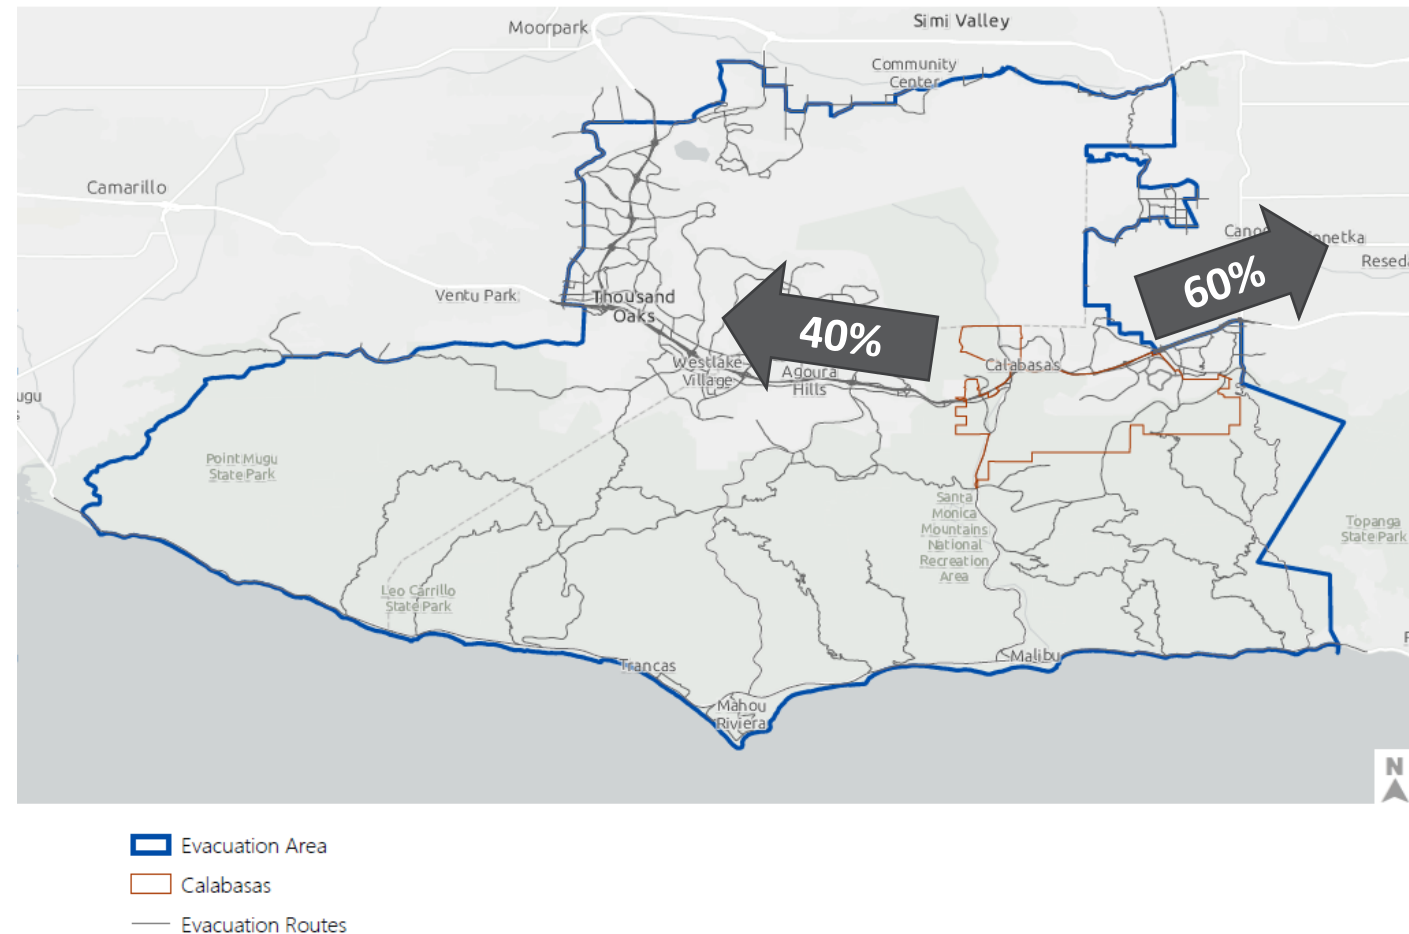 Moorpark
Simi Valley
Community
Center
Camarillo
Reseda
60%
Ventu Park
Thousand
Oaks
40%
Westlake
Village
Agoura
Hills
Calabasas
Point Mugu
State Park
Santa
Monica
Mountains
National
Recreation
Area
Topanga
State Park
Leo Carrillo
State Park
Trancas
Malibu
Mahou
Riviera
N
Evacuation Area
Calabasas
Evacuation Routes